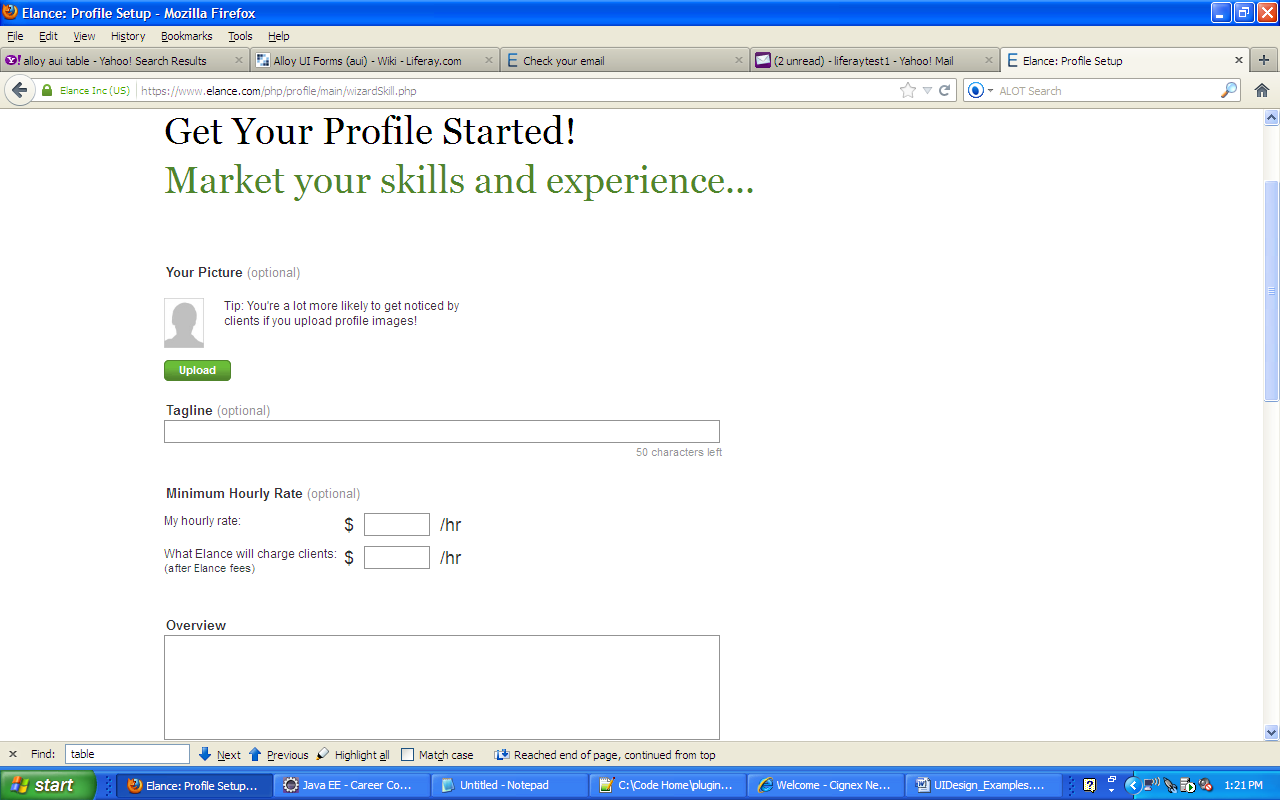 Elance: Profile Setup - Mozilla Firefox
File Edit View History Bookmarks Tools Help
Y! alloy aui table - Yahoo! Search Results
Alloy UI Forms (aui) - Wiki - Liferay.com
E Check your email
(2 unread) - liferaytest1 - Yahoo! Mail
E Elance: Profile Setup
Elance Inc (US) https://www.elance.com/php/profile/main/wizardSkill.php
ALOT Search
Get Your Profile Started!
Market your skills and experience...
Your Picture (optional)
Tip: You're a lot more likely to get noticed by
clients if you upload profile images!
Upload
Tagline (optional)
50 characters left
Minimum Hourly Rate (optional)
My hourly rate: $ /hr
What Elance will charge clients: $ /hr
(after Elance fees)
Overview
Find: table Next Previous Highlight all Match case Reached end of page, continued from top
start Elance: Profile Setup... Java EE - Career Co... Untitled - Notepad C:\Code Home\plugin... Welcome - Cignex Ne... UIDesign_Examples.... 1:21 PM